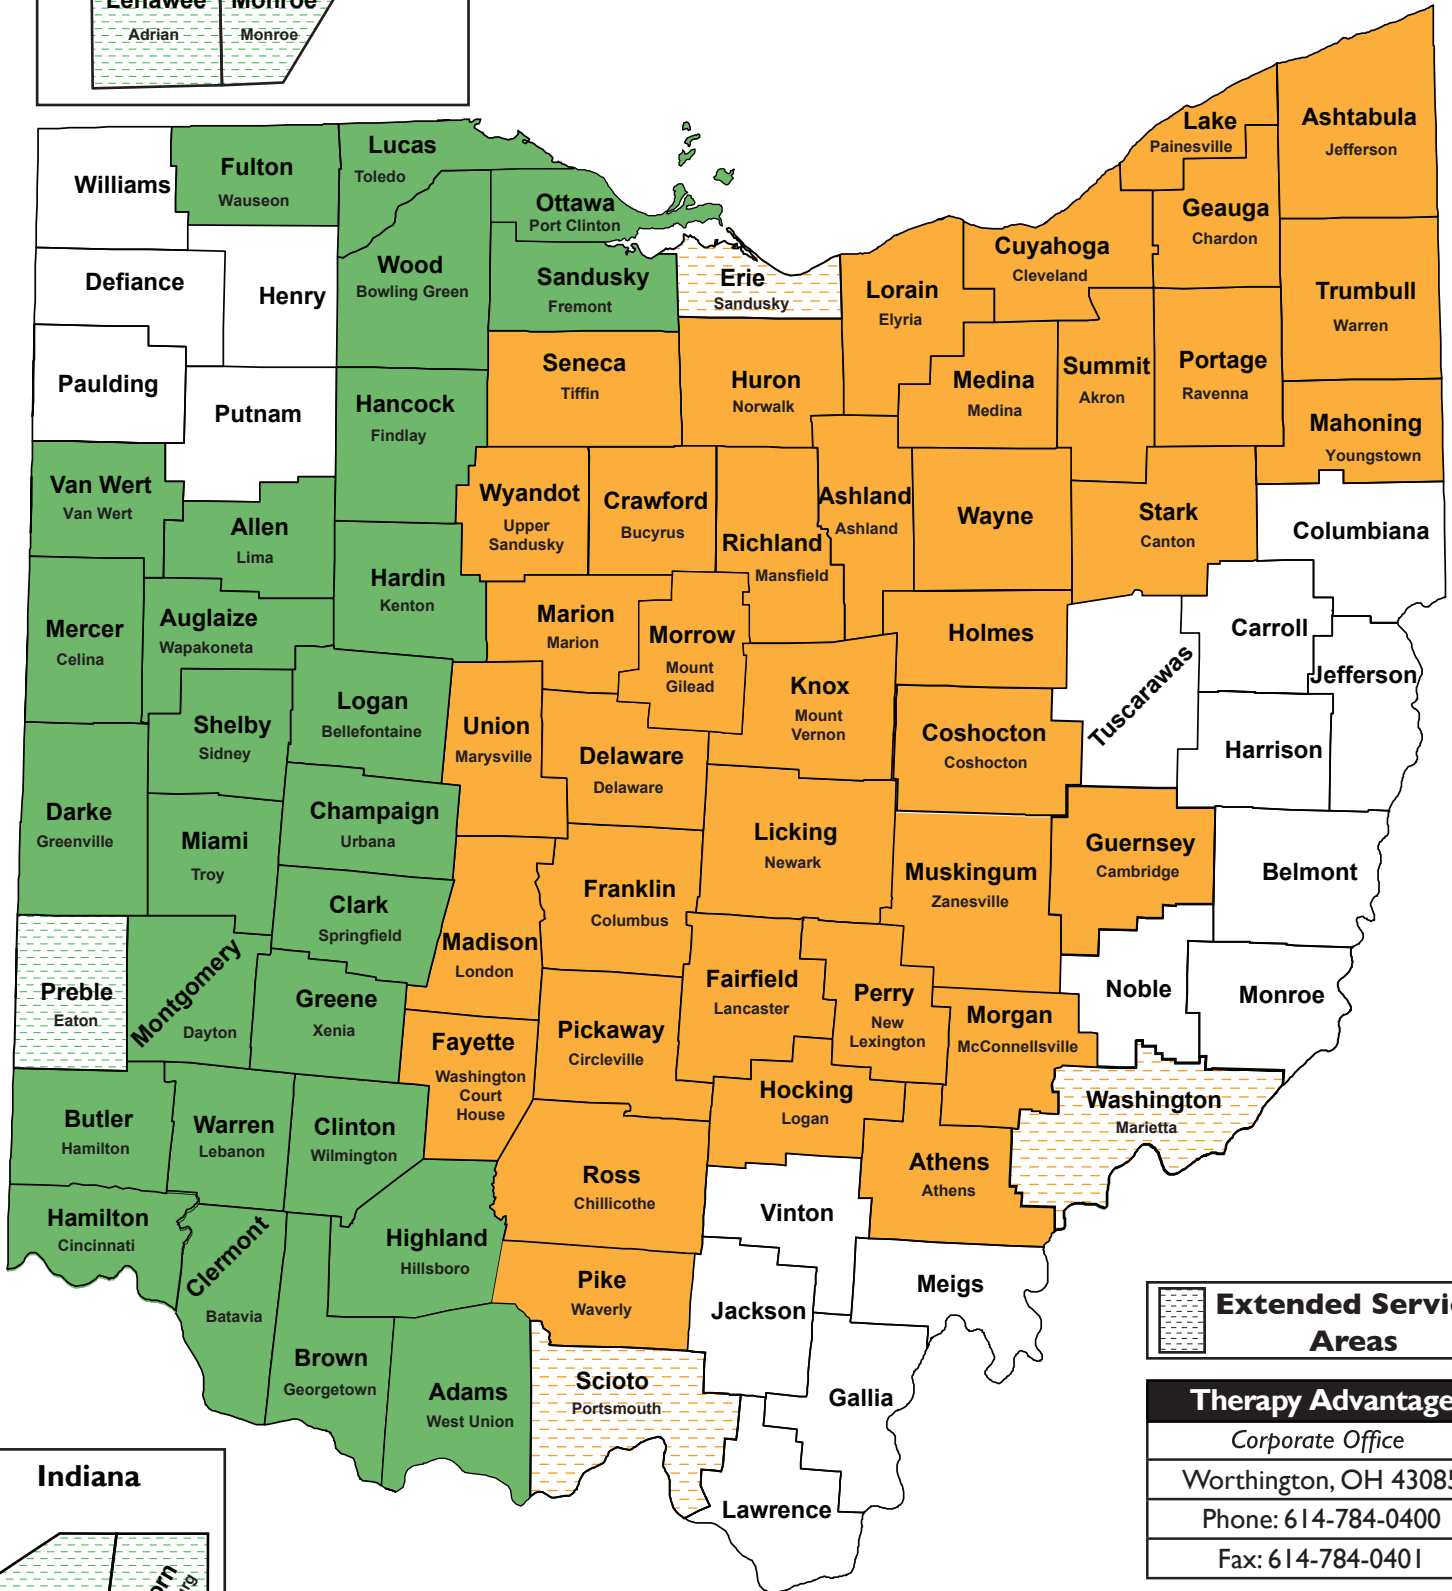 Lenawee
Adrian
Monroe
Monroe
Williams
Fulton
Wauseon
Lucas
Toledo
Ottawa
Port Clinton
Lake
Painesville
Ashtabula
Jefferson
Geauga
Chardon
Cuyahoga
Cleveland
Defiance
Henry
Wood
Bowling Green
Sandusky
Fremont
Erie
Sandusky
Lorain
Elyria
Trumbull
Warren
Paulding
Putnam
Hancock
Findlay
Seneca
Tiffin
Huron
Norwalk
Medina
Medina
Summit
Akron
Portage
Ravenna
Mahoning
Youngstown
Van Wert
Van Wert
Allen
Lima
Wyandot
Upper
Sandusky
Crawford
Bucyrus
Richland
Mansfield
Ashland
Ashland
Wayne
Stark
Canton
Columbiana
Hardin
Kenton
Mercer
Celina
Auglaize
Wapakoneta
Marion
Marion
Morrow
Mount
Gilead
Holmes
Carroll
Jefferson
Tuscarawas
Logan
Bellefontaine
Shelby
Sidney
Union
Marysville
Delaware
Delaware
Knox
Mount
Vernon
Coshocton
Coshocton
Harrison
Darke
Greenville
Miami
Troy
Champaign
Urbana
Licking
Newark
Muskingum
Zanesville
Guernsey
Cambridge
Belmont
Clark
Springfield
Franklin
Columbus
Madison
London
Preble
Eaton
Montgomery
Dayton
Greene
Xenia
Fairfield
Lancaster
Perry
New
Lexington
Noble
Monroe
Morgan
McConnellsville
Fayette
Washington
Court
House
Pickaway
Circleville
Hocking
Logan
Washington
Marietta
Butler
Hamilton
Warren
Lebanon
Clinton
Wilmington
Ross
Chillicothe
Athens
Athens
Vinton
Hamilton
Cincinnati
Clermont
Batavia
Highland
Hillsboro
Pike
Waverly
Jackson
Meigs
Brown
Georgetown
Adams
West Union
Scioto
Portsmouth
Gallia
Lawrence
Extended Servi
Areas
Therapy Advantage
Corporate Office
Worthington, OH 43085
Phone: 614-784-0400
Fax: 614-784-0401
Indiana